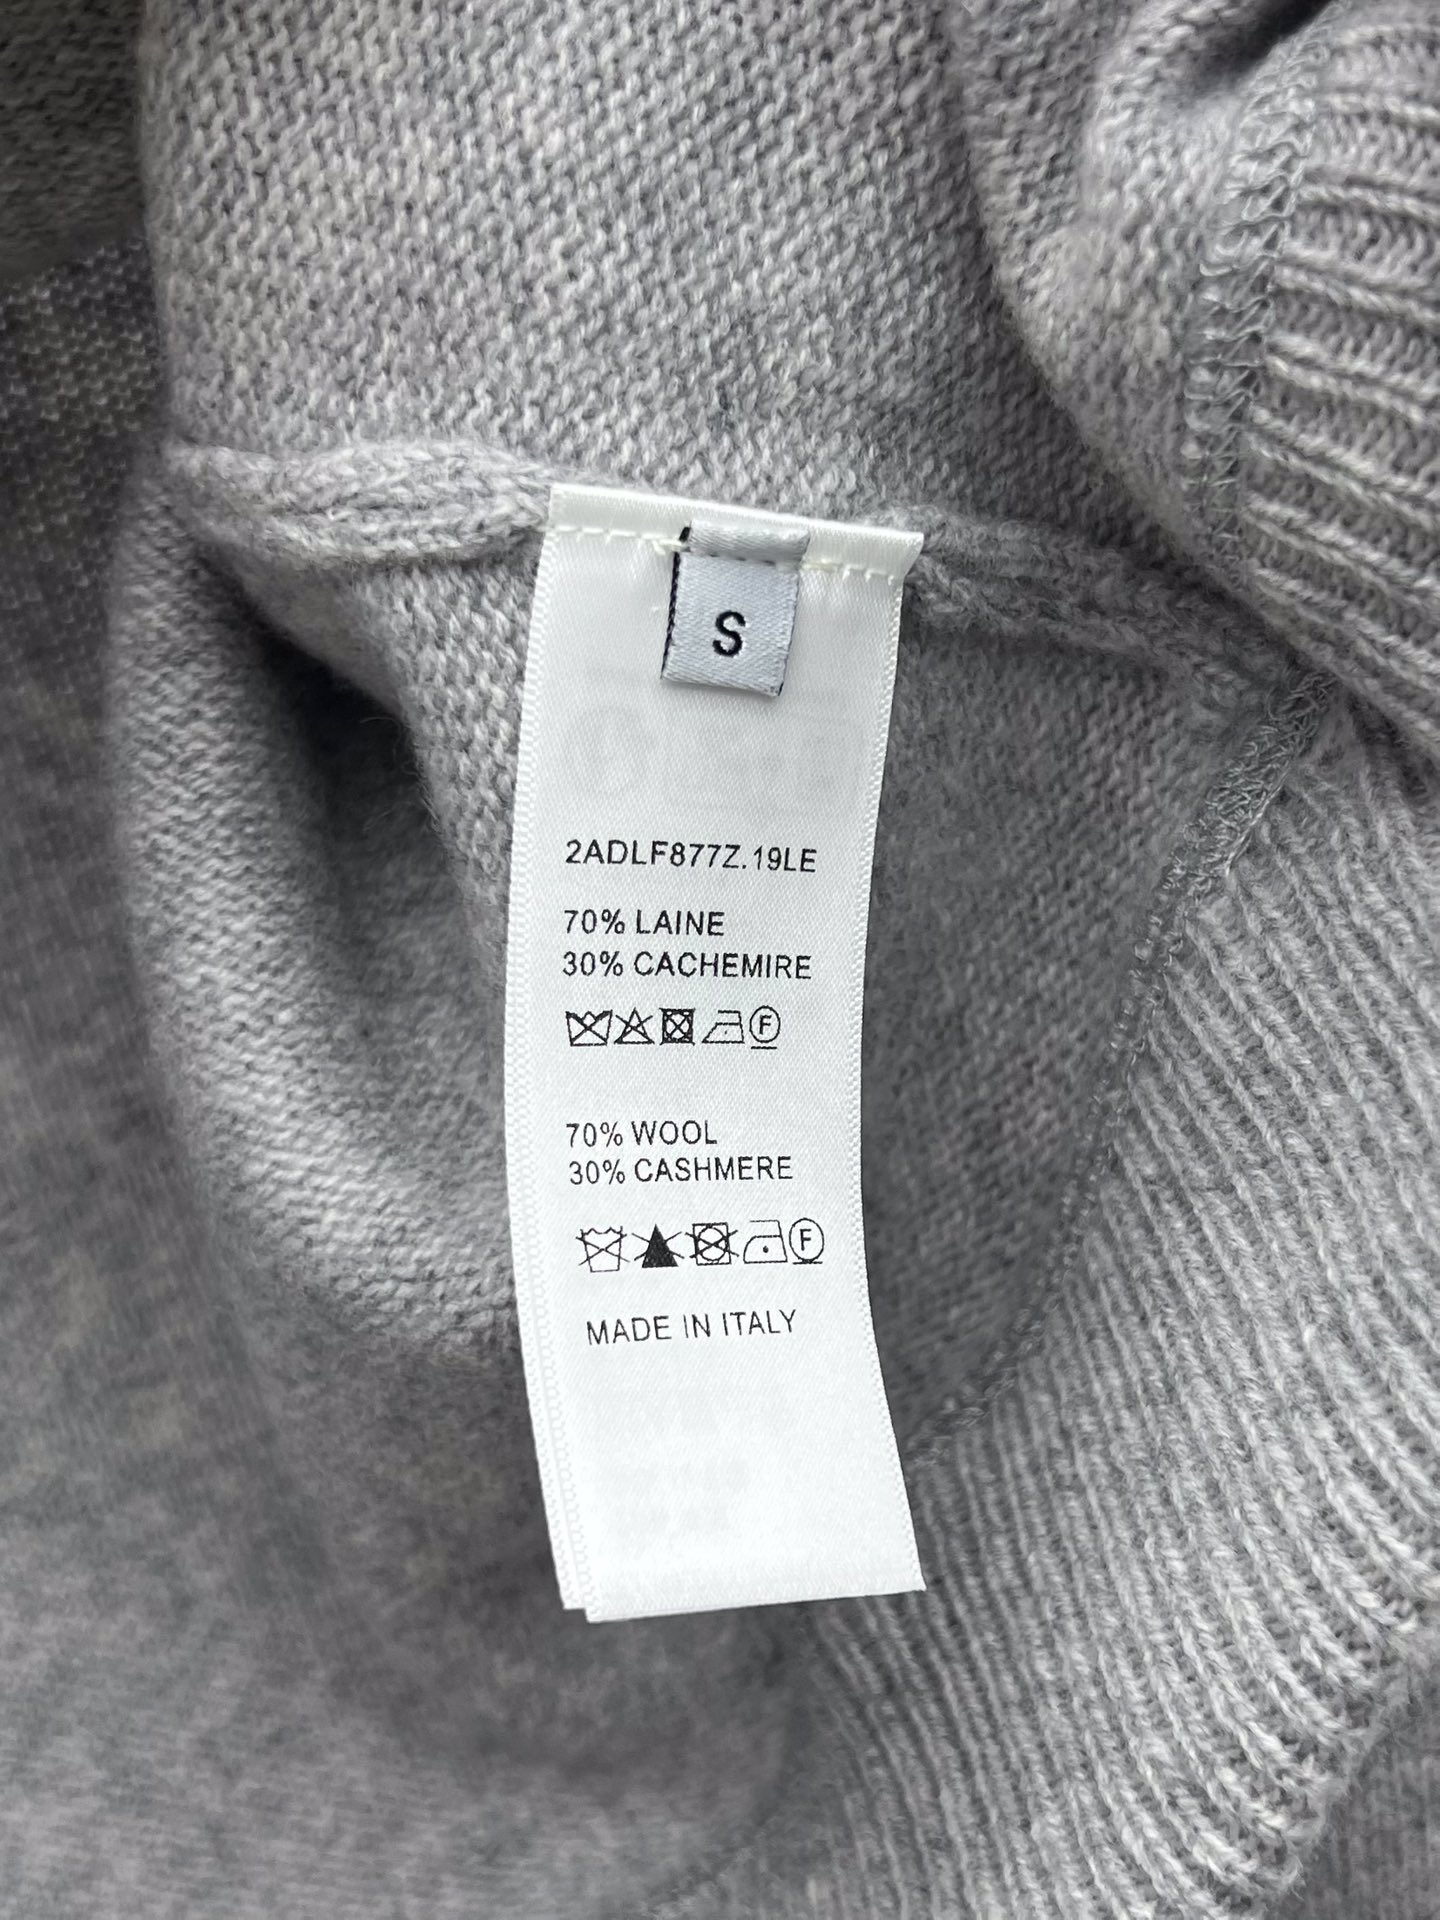 S
2ADLF877Z.19LE
70% LAINE
30% CACHEMIRE
F
70% WOOL
30% CASHMERE
F
MADE IN ITALY